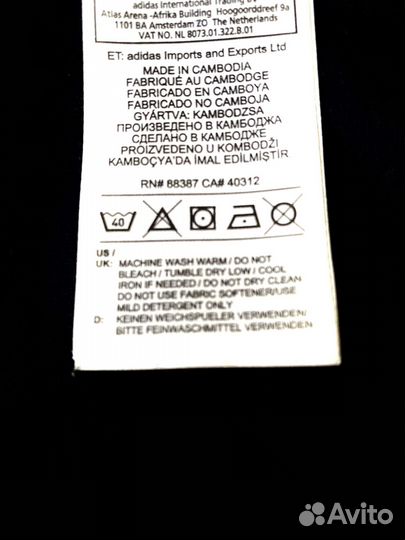 adidas International Trading BV
Atlas Arena -Afrika Building Hoogoorddreef 9a
1101 BA Amsterdam ZO The Netherlands
VAT NO. NL 8073.01.322.B.01
ET: adidas Imports and Exports Ltd
MADE IN CAMBODIA
FABRIQUÉ AU CAMBODGE
FABRICADO EN CAMBOYA
FABRICADO NO CAMBOJA
GYÁRTVA: KAMBODZSA
ПРОИЗВЕДЕНО В КАМБОДЖА
СДЕЛАНО В КАМБОДЖЕ
PROIZVEDENO U KOMBODŽI
KAMBOÇYA'DA İMAL EDİLMİŞTİR
RN# 88387 CA# 40312
40
US /
UK: MACHINE WASH WARM / DO NOT
BLEACH / TUMBLE DRY LOW / COOL
IRON IF NEEDED / DO NOT DRY CLEAN
DO NOT USE FABRIC SOFTENER/USE
MILD DETERGENT ONLY
D: KEINEN WEICHSPUELER VERWENDEN/
BITTE FEINWASCHMITTEL VERWENDEN
Avito